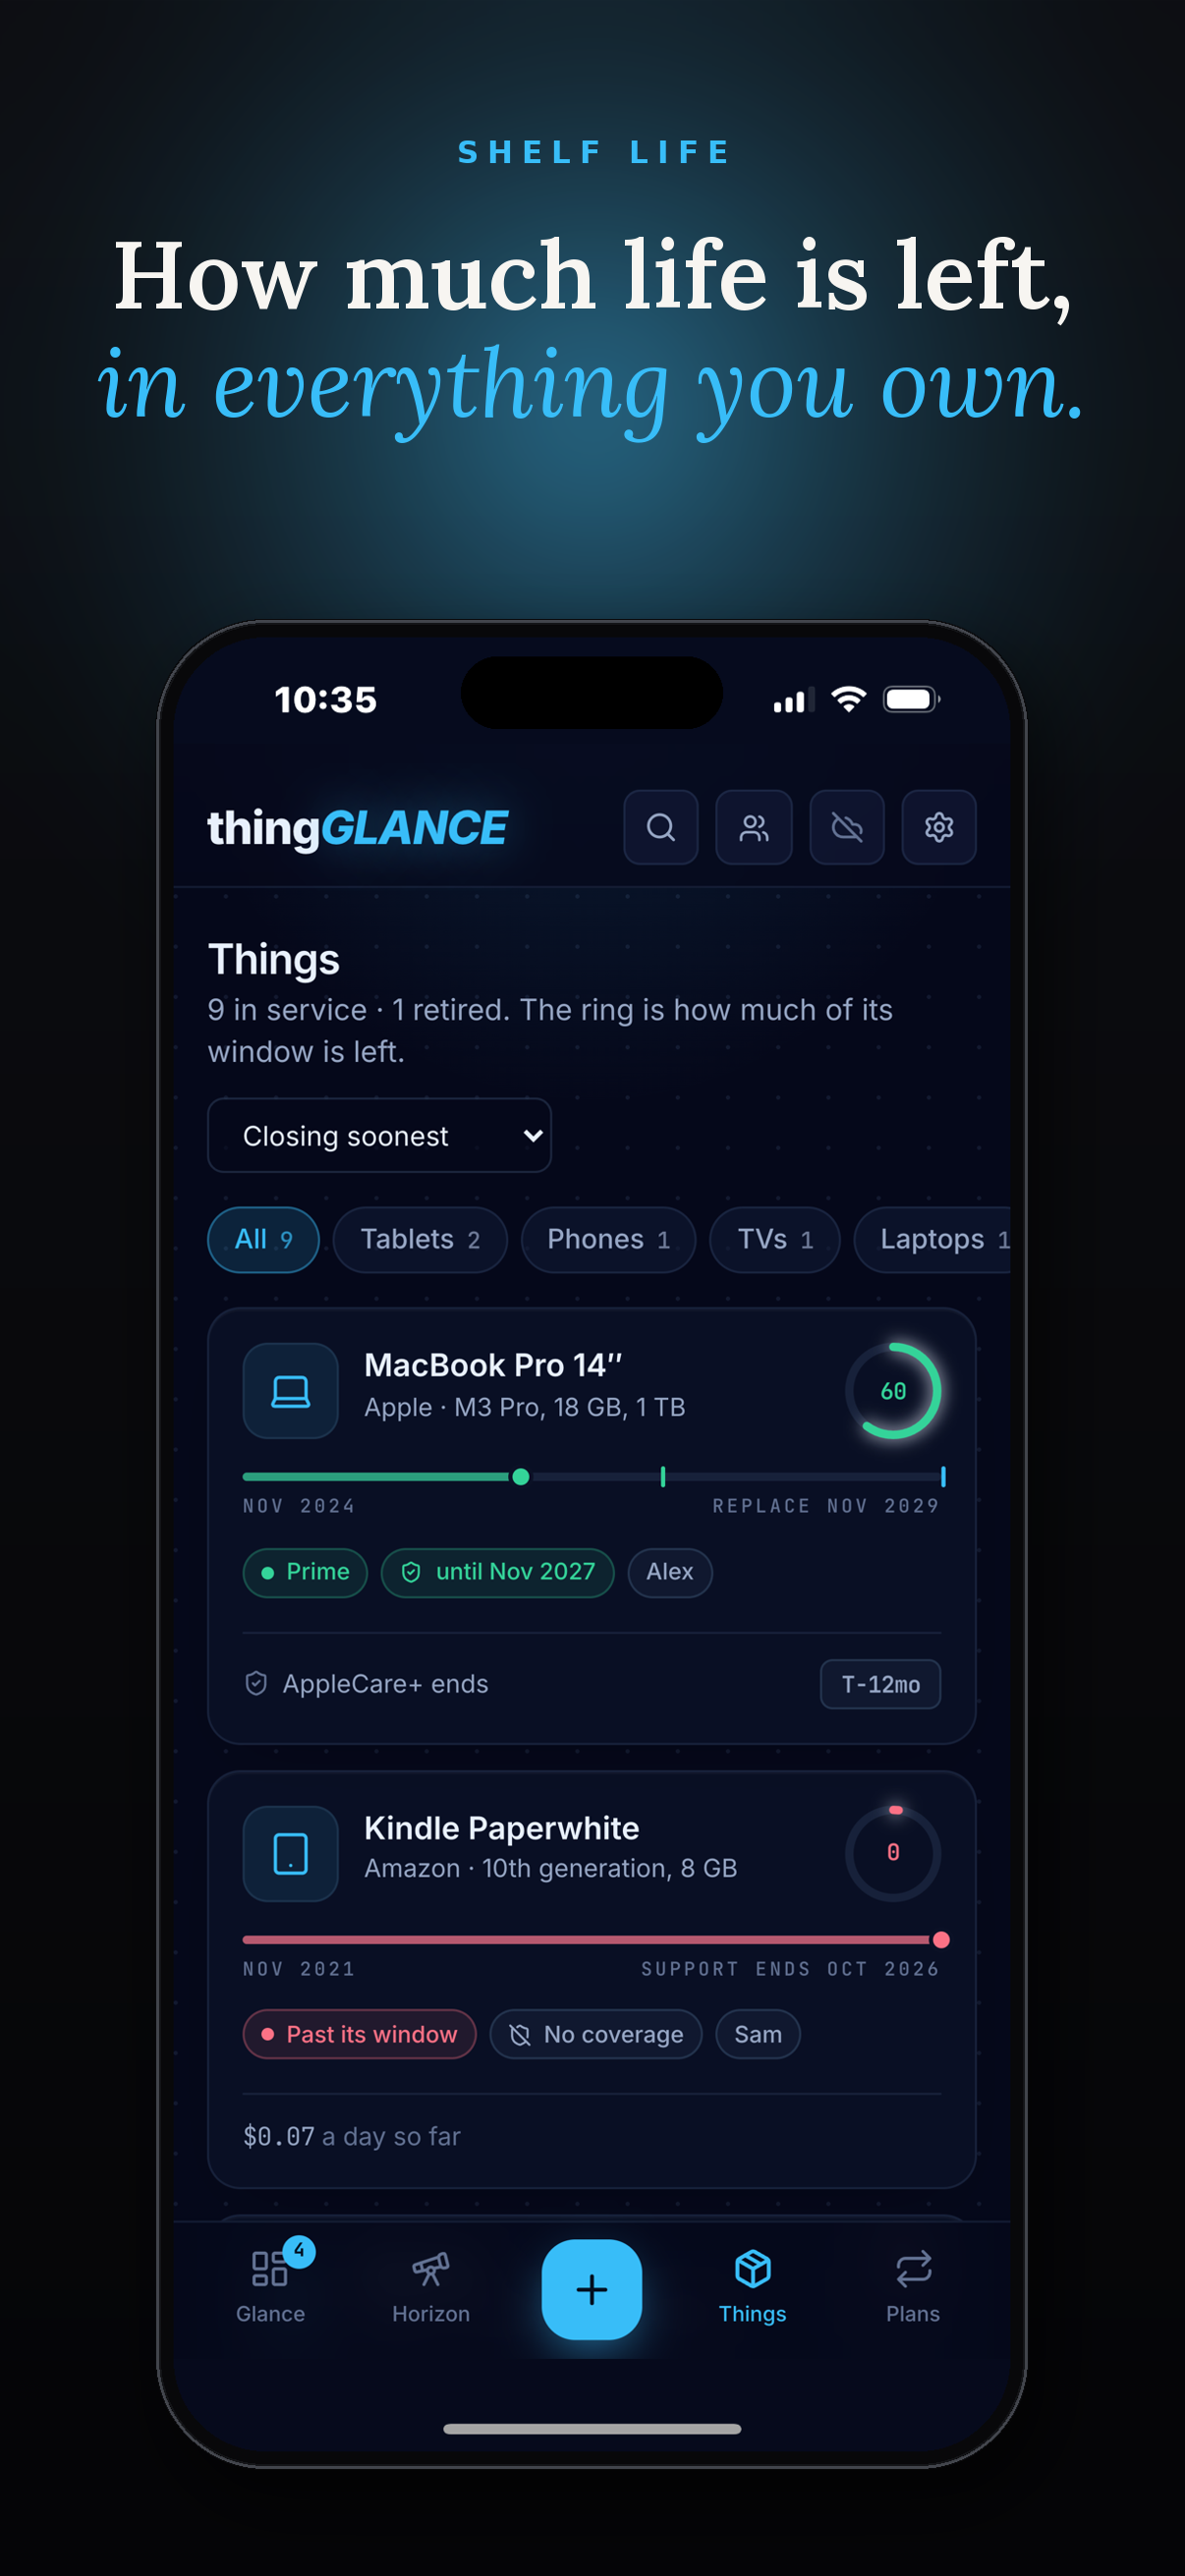 SHELF LIFE
How much life is left,
in everything you own.
10:35
thingGLANCE
Things
9 in service · 1 retired. The ring is how much of its
window is left.
Closing soonest
All 9 Tablets 2 Phones 1 TVs 1 Laptops 1
MacBook Pro 14″
Apple · M3 Pro, 18 GB, 1 TB
60
NOV 2024 REPLACE NOV 2029
Prime until Nov 2027 Alex
AppleCare+ ends T-12mo
Kindle Paperwhite
Amazon · 10th generation, 8 GB
0
NOV 2021 SUPPORT ENDS OCT 2026
Past its window No coverage Sam
$0.07 a day so far
4
Glance Horizon + Things Plans